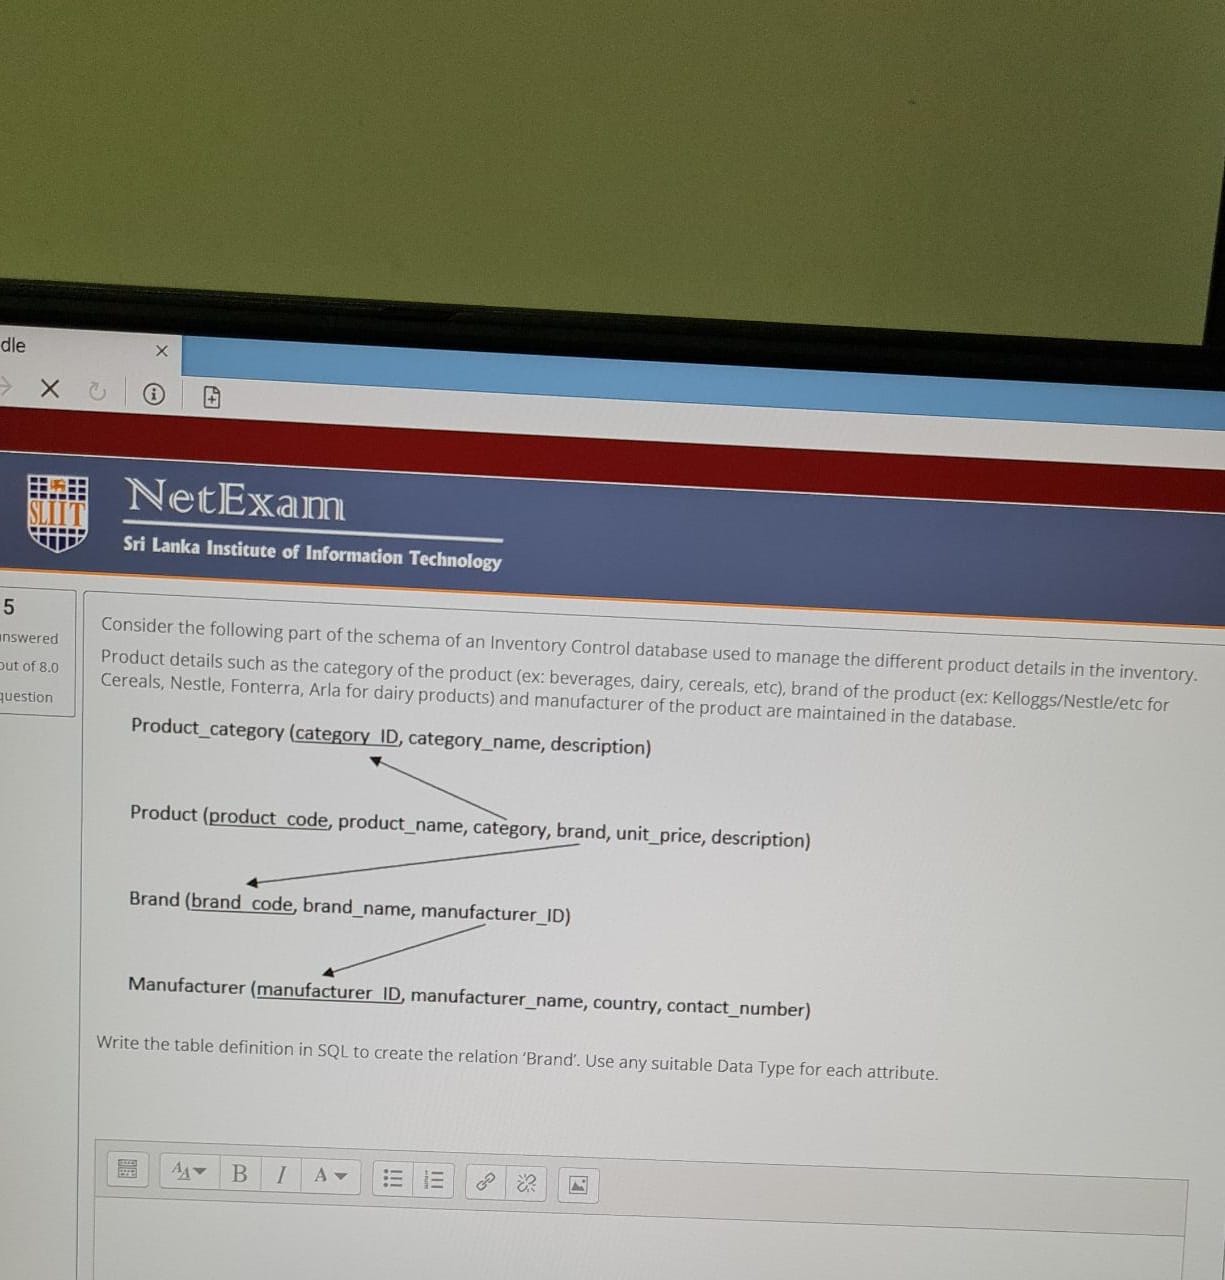 dle
SLIIT
NetExam
Sri Lanka Institute of Information Technology
5
nswered
out of 8.0
question
Consider the following part of the schema of an Inventory Control database used to manage the different product details in the inventory.
Product details such as the category of the product (ex: beverages, dairy, cereals, etc), brand of the product (ex: Kelloggs/Nestle/etc for
Cereals, Nestle, Fonterra, Arla for dairy products) and manufacturer of the product are maintained in the database.
Product_category (category_ID, category_name, description)
Product (product_code, product_name, category, brand, unit_price, description)
Brand (brand_code, brand_name, manufacturer_ID)
Manufacturer (manufacturer_ID, manufacturer_name, country, contact_number)
Write the table definition in SQL to create the relation ‘Brand’. Use any suitable Data Type for each attribute.
B I A